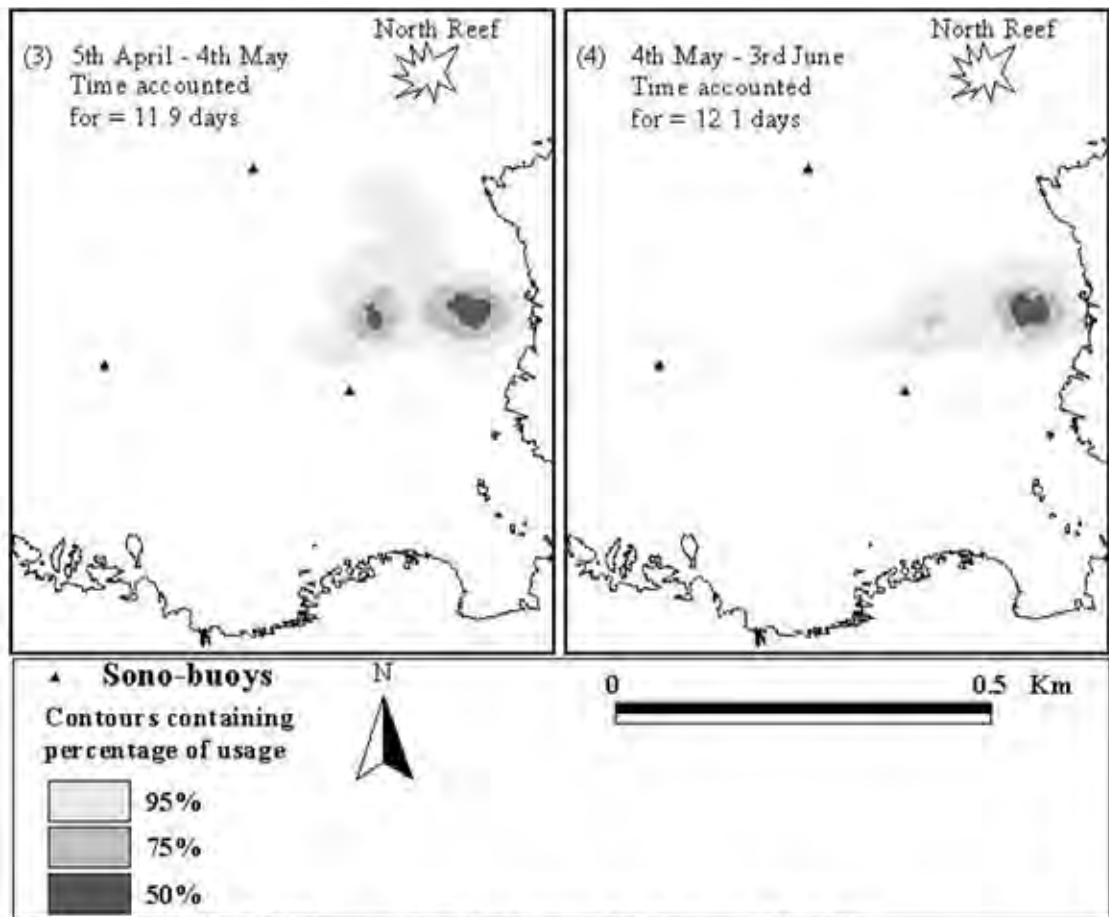 North Reef
(3) 5th April - 4th May
Time accounted
for = 11.9 days
North Reef
(4) 4th May - 3rd June
Time accounted
for = 12 1 days
Sono-buoys
Contours containing
percentage of usage
95%
75%
50%
N
0 0.5 Km